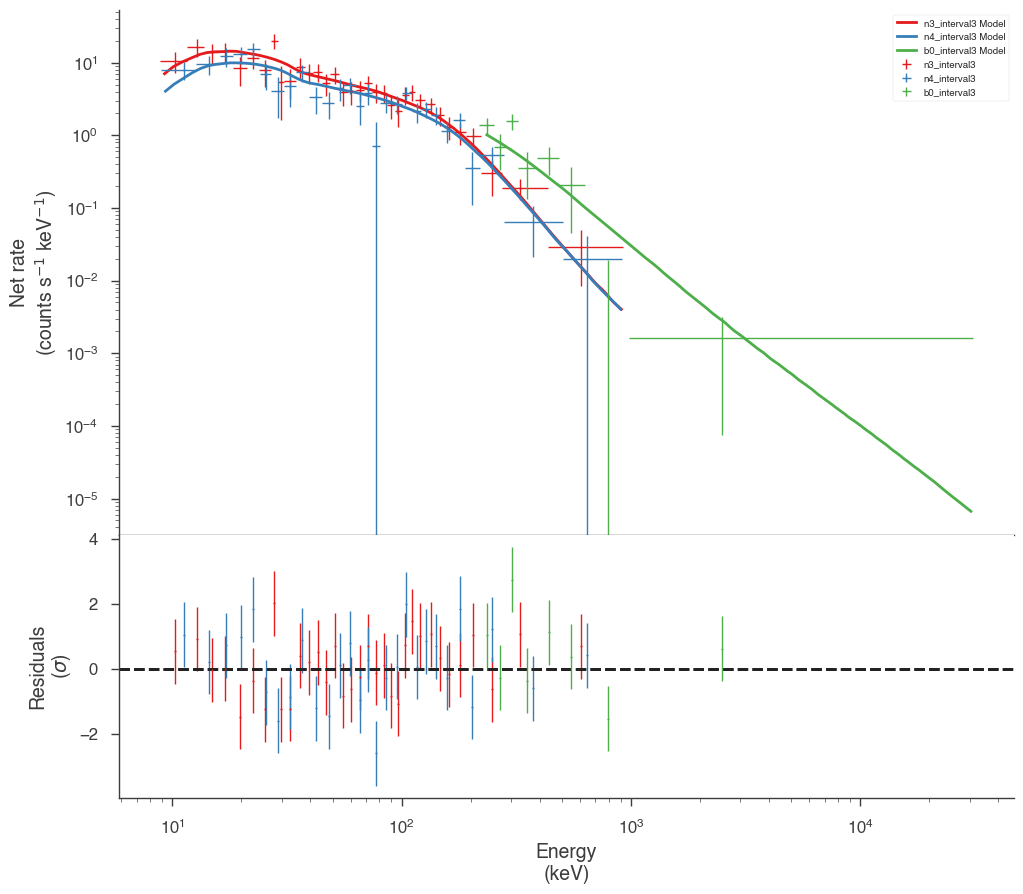 n3_interval3 Model
n4_interval3 Model
b0_interval3 Model
n3_interval3
n4_interval3
b0_interval3
10¹
10⁰
10⁻¹
10⁻²
10⁻³
10⁻⁴
10⁻⁵
Net rate
(counts s⁻¹ keV⁻¹)
4
2
0
−2
Residuals
(σ)
10¹ 10² 10³ 10⁴
Energy
(keV)